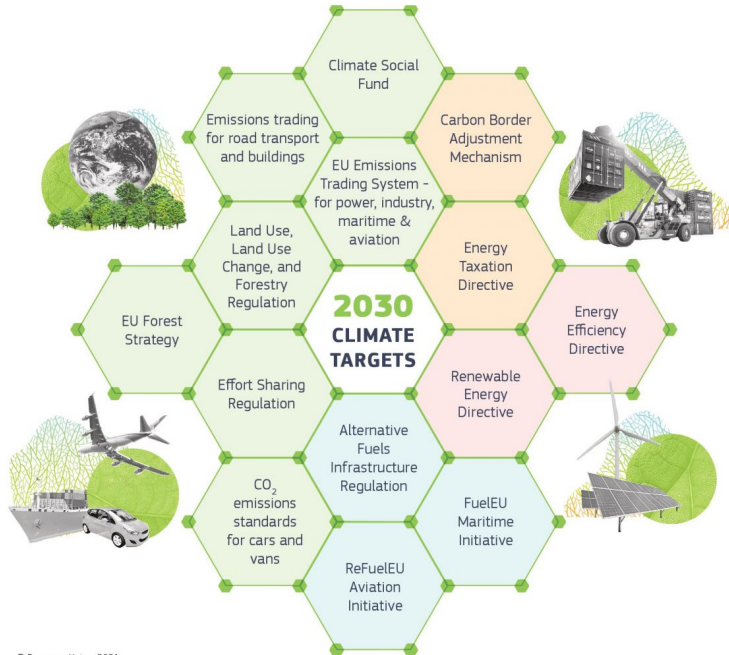 Climate Social
Fund
Emissions trading
for road transport
and buildings
Carbon Border
Adjustment
Mechanism
EU Emissions
Trading System -
for power, industry,
maritime &
aviation
Land Use,
Land Use
Change, and
Forestry
Regulation
Energy
Taxation
Directive
EU Forest
Strategy
2030
CLIMATE
TARGETS
Energy
Efficiency
Directive
Effort Sharing
Regulation
Renewable
Energy
Directive
Alternative
Fuels
Infrastructure
Regulation
CO₂
emissions
standards
for cars and
vans
FuelEU
Maritime
Initiative
ReFuelEU
Aviation
Initiative